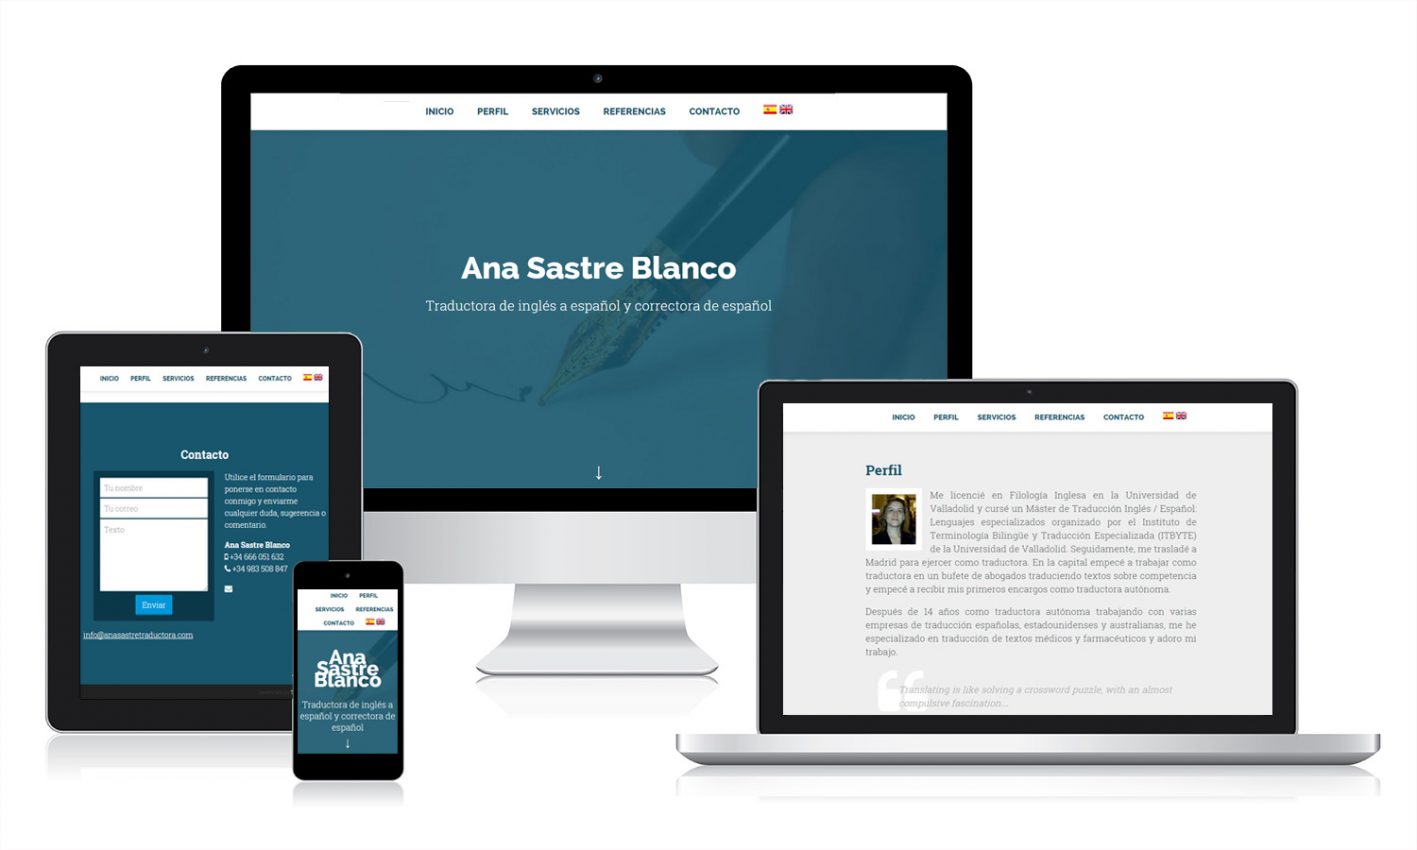 INICIO PERFIL SERVICIOS REFERENCIAS CONTACTO
Ana Sastre Blanco
Traductora de inglés a español y correctora de español
↓
INICIO PERFIL SERVICIOS REFERENCIAS CONTACTO
Contacto
Tu nombre
Tu correo
Texto
Enviar
info@anasastretraductora.com
Utilice el formulario para
ponerse en contacto
conmigo y enviarme
cualquier duda, sugerencia o
comentario.
Ana Sastre Blanco
+34 666 051 632
+34 983 508 847
INICIO PERFIL
SERVICIOS REFERENCIAS
CONTACTO
Ana
Sastre
Blanco
Traductora de inglés a
español y correctora de
español
↓
INICIO PERFIL SERVICIOS REFERENCIAS CONTACTO
Perfil
Me licencié en Filología Inglesa en la Universidad de
Valladolid y cursé un Máster de Traducción Inglés / Español:
Lenguajes especializados organizado por el Instituto de
Terminología Bilingüe y Traducción Especializada (ITBYTE)
de la Universidad de Valladolid. Seguidamente, me trasladé a
Madrid para ejercer como traductora. En la capital empecé a trabajar como
traductora en un bufete de abogados traduciendo textos sobre competencia
y empecé a recibir mis primeros encargos como traductora autónoma.
Después de 14 años como traductora autónoma trabajando con varias
empresas de traducción españolas, estadounidenses y australianas, me he
especializado en traducción de textos médicos y farmacéuticos y adoro mi
trabajo.
Translating is like solving a crossword puzzle, with an almost
compulsive fascination...